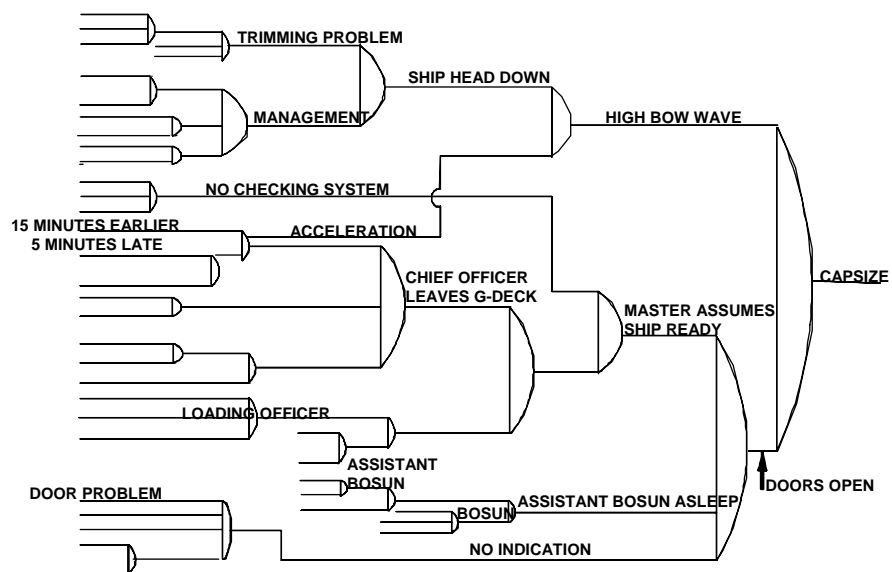 TRIMMING PROBLEM
SHIP HEAD DOWN
MANAGEMENT
HIGH BOW WAVE
NO CHECKING SYSTEM
15 MINUTES EARLIER
5 MINUTES LATE
ACCELERATION
CHIEF OFFICER
LEAVES G-DECK
CAPSIZE
MASTER ASSUMES
SHIP READY
LOADING OFFICER
ASSISTANT
BOSUN
DOOR PROBLEM
BOSUN
ASSISTANT BOSUN ASLEEP
DOORS OPEN
NO INDICATION